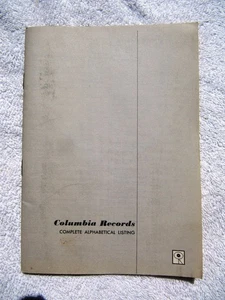 Columbia Records
COMPLETE ALPHABETICAL LISTING